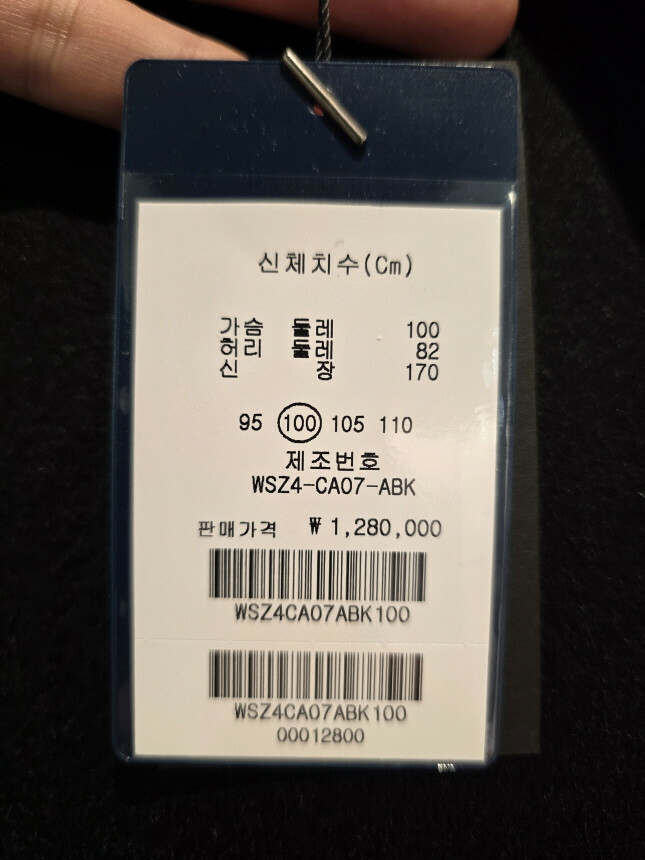 신체치수(Cm)
가슴 둘레 100
허리 둘레 82
신 장 170
95 100 105 110
제조번호
WSZ4-CA07-ABK
판매가격 ₩ 1,280,000
WSZ4CA07ABK100
WSZ4CA07ABK100
00012800